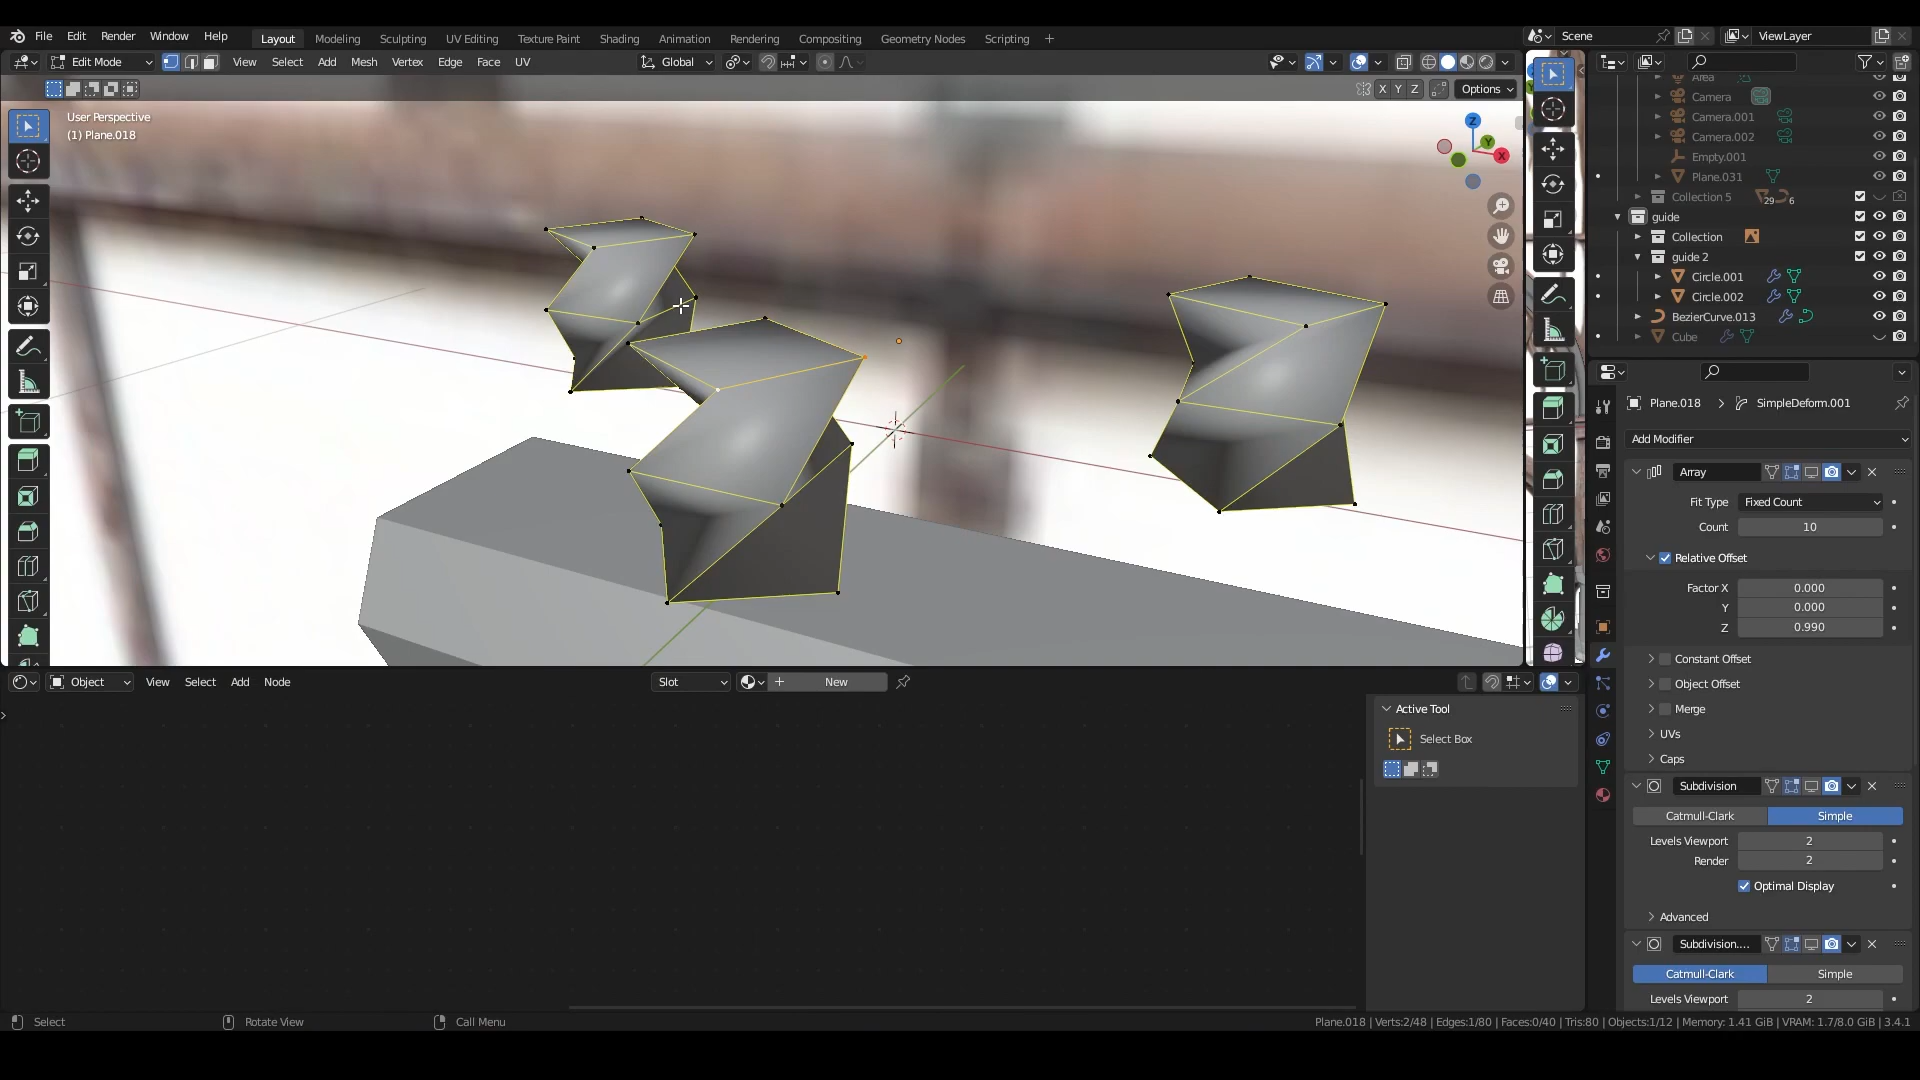 File Edit Render Window Help Layout Modeling Sculpting UV Editing Texture Paint Shading Animation Rendering Compositing Geometry Nodes Scripting + Scene ViewLayer
Edit Mode View Select Add Mesh Vertex Edge Face UV Global
X Y Z Options
User Perspective
(1) Plane.018
Z
Y
X
Area
Camera
Camera.001
Camera.002
Empty.001
Plane.031
Collection 5 29 6
guide
Collection
guide 2
Circle.001
Circle.002
BezierCurve.013
Cube
Plane.018 > SimpleDeform.001
Add Modifier
Array
Fit Type Fixed Count
Count 10
Relative Offset
Factor X 0.000
Y 0.000
Z 0.990
Constant Offset
Object Offset
Merge
UVs
Caps
Subdivision
Catmull-Clark Simple
Levels Viewport 2
Render 2
Optimal Display
Advanced
Subdivision....
Catmull-Clark Simple
Levels Viewport 2
Object View Select Add Node Slot + New
Active Tool
Select Box
Select Rotate View Call Menu Plane.018 | Verts:2/48 | Edges:1/80 | Faces:0/40 | Tris:80 | Objects:1/12 | Memory: 1.41 GiB | VRAM: 1.7/8.0 GiB | 3.4.1